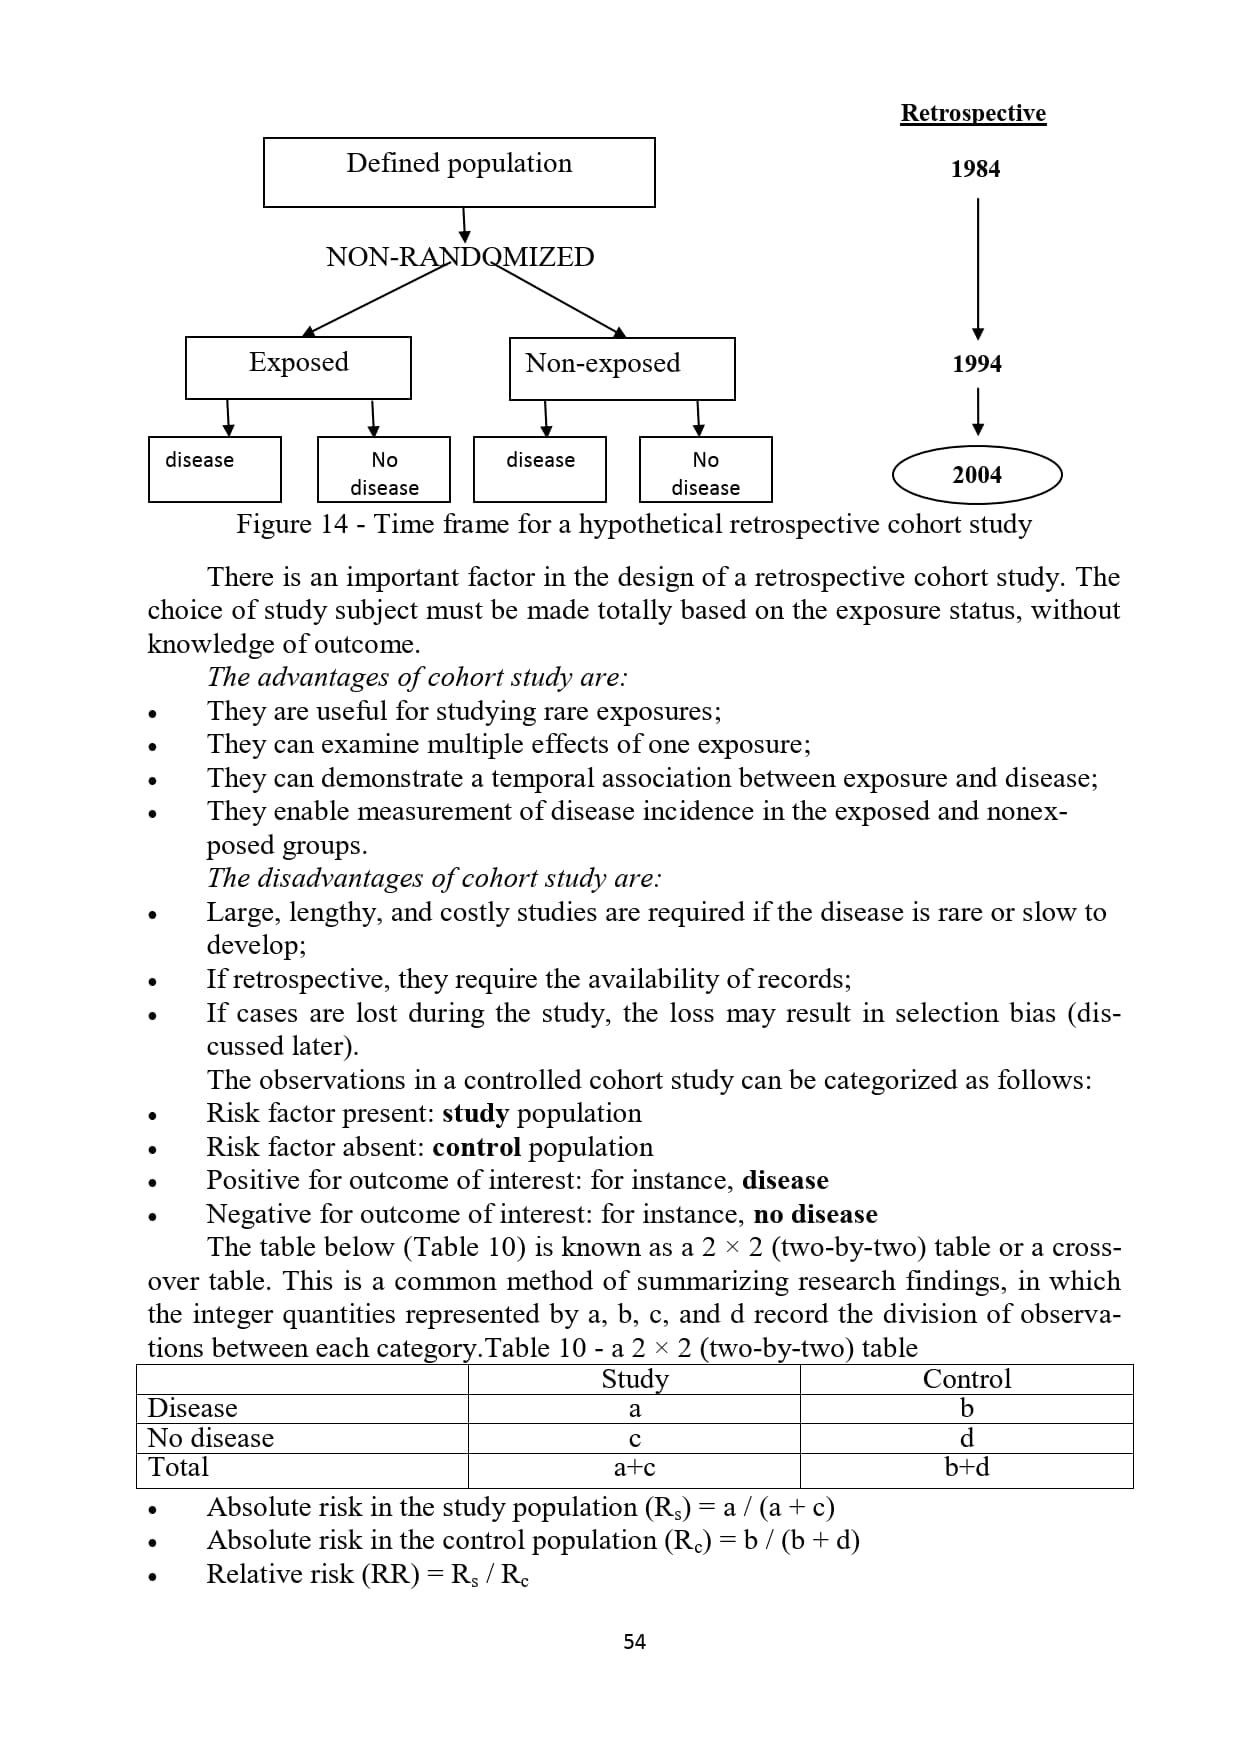 Retrospective
Defined population
1984
NON-RANDOMIZED
Exposed
Non-exposed
1994
disease
No
disease
disease
No
disease
2004
Figure 14 - Time frame for a hypothetical retrospective cohort study
There is an important factor in the design of a retrospective cohort study. The
choice of study subject must be made totally based on the exposure status, without
knowledge of outcome.
The advantages of cohort study are:
• They are useful for studying rare exposures;
• They can examine multiple effects of one exposure;
• They can demonstrate a temporal association between exposure and disease;
• They enable measurement of disease incidence in the exposed and nonex-
posed groups.
The disadvantages of cohort study are:
• Large, lengthy, and costly studies are required if the disease is rare or slow to
develop;
• If retrospective, they require the availability of records;
• If cases are lost during the study, the loss may result in selection bias (dis-
cussed later).
The observations in a controlled cohort study can be categorized as follows:
• Risk factor present: study population
• Risk factor absent: control population
• Positive for outcome of interest: for instance, disease
• Negative for outcome of interest: for instance, no disease
The table below (Table 10) is known as a 2 × 2 (two-by-two) table or a cross-
over table. This is a common method of summarizing research findings, in which
the integer quantities represented by a, b, c, and d record the division of observa-
tions between each category.Table 10 - a 2 × 2 (two-by-two) table
Study Control
Disease a b
No disease c d
Total a+c b+d
• Absolute risk in the study population (Rs) = a / (a + c)
• Absolute risk in the control population (Rc) = b / (b + d)
• Relative risk (RR) = Rs / Rc
54